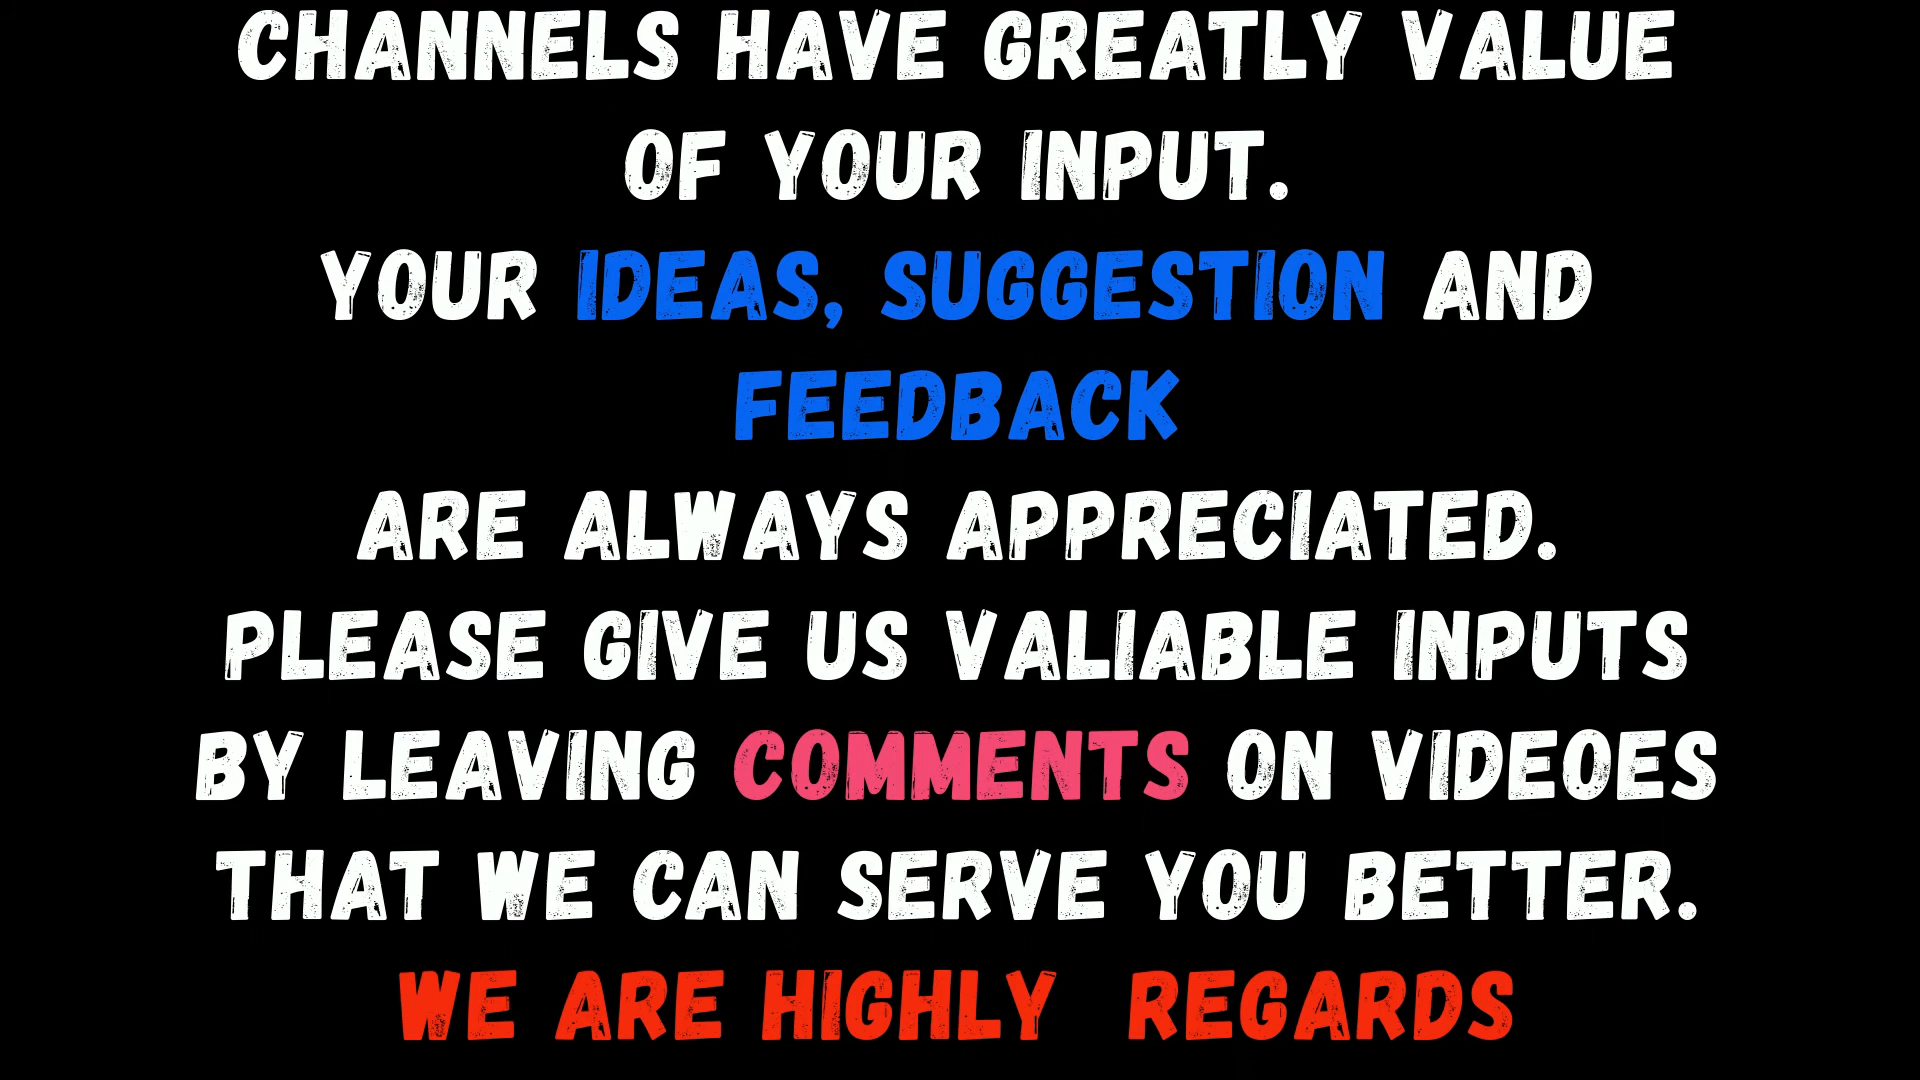 CHANNELS HAVE GREATLY VALUE
OF YOUR INPUT.
YOUR IDEAS, SUGGESTION AND
FEEDBACK
ARE ALWAYS APPRECIATED.
PLEASE GIVE US VALIABLE INPUTS
BY LEAVING COMMENTS ON VIDEOES
THAT WE CAN SERVE YOU BETTER.
WE ARE HIGHLY REGARDS